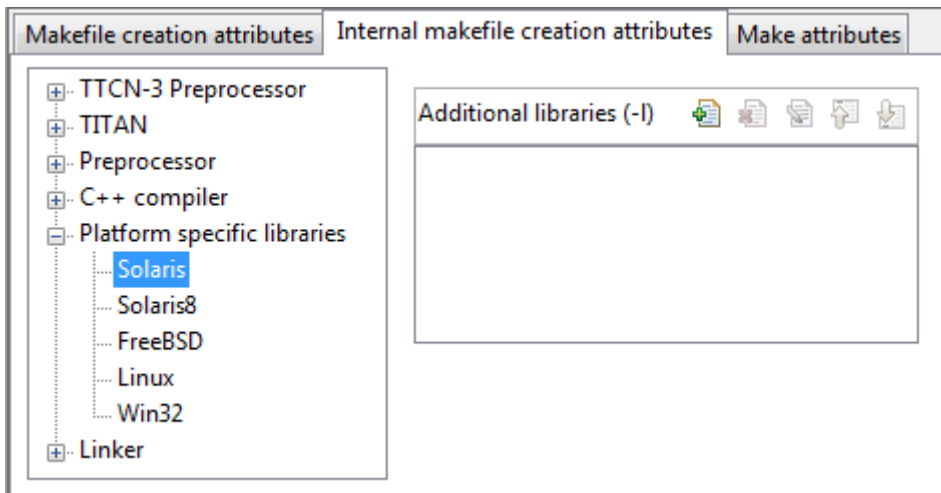 Makefile creation attributes
Internal makefile creation attributes
Make attributes
TTCN-3 Preprocessor
TITAN
Preprocessor
C++ compiler
Platform specific libraries
Solaris
Solaris8
FreeBSD
Linux
Win32
Linker
Additional libraries (-l)